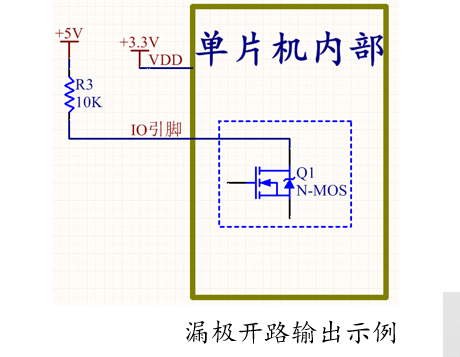 +5V
+3.3V
VDD
单片机内部
R3
10K
IO引脚
Q1
N-MOS
漏极开路输出示例